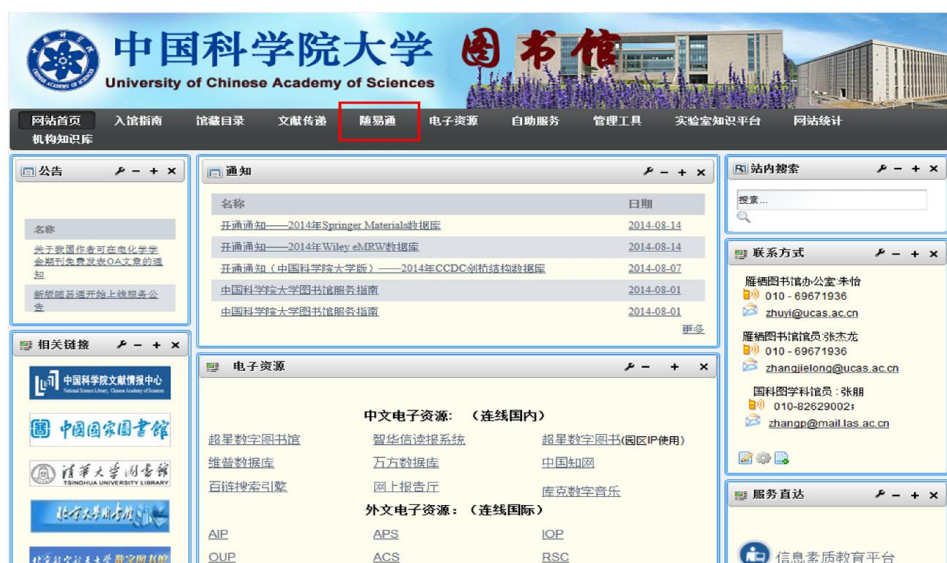 中国科学院大学 图书馆
University of Chinese Academy of Sciences
网站首页 入馆指南 馆藏目录 文献传递 随易通 电子资源 自助服务 管理工具 实验室知识平台 网站统计
机构知识库
公告
名称
关于我国作者可在电化学学
会期刊免费发表OA文章的通
知
新版随易通开始上线服务公
告
相关链接
中国科学院文献情报中心
National Science Library, Chinese Academy of Sciences
中国国家图书馆
清华大学图书馆
TSINGHUA UNIVERSITY LIBRARY
北京大学图书馆
通知
名称 日期
开通通知——2014年Springer Materials数据库 2014-08-14
开通通知——2014年Wiley eMRW数据库 2014-08-14
开通通知（中国科学院大学版）——2014年CCDC剑桥结构数据库 2014-08-07
中国科学院大学图书馆服务指南 2014-08-01
中国科学院大学图书馆服务指南 2014-08-01
更多
电子资源
中文电子资源：（连线国内）
超星数字图书馆 智华信读报系统 超星数字图书(园区IP使用)
维普数据库 万方数据库 中国知网
百链搜索引擎 网上报告厅 库克数字音乐
外文电子资源：（连线国际）
AIP APS IOP
OUP ACS RSC
站内搜索
搜索...
联系方式
雁栖图书馆办公室:朱怡
010 - 69671936
zhuyi@ucas.ac.cn
雁栖图书馆馆员:张杰龙
010 - 69671936
zhangjielong@ucas.ac.cn
国科图学科馆员：张朋
010-82629002;
zhangp@mail.las.ac.cn
服务直达
信息素质教育平台